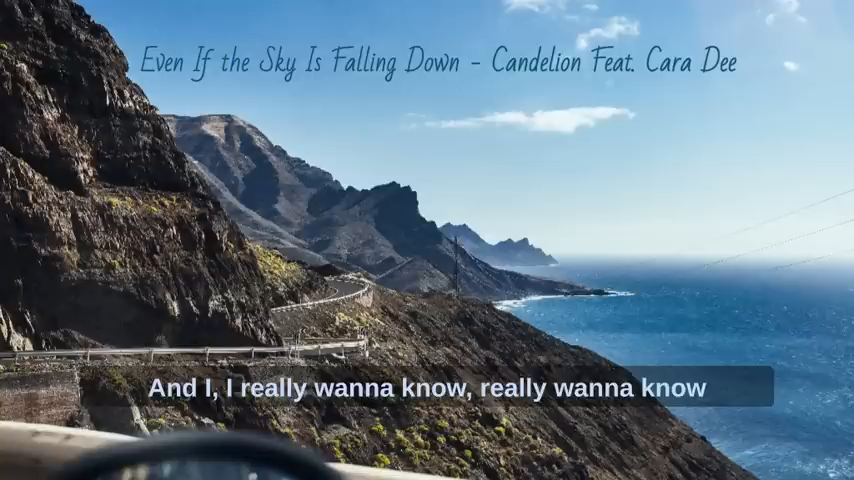 Even If the Sky Is Falling Down - Candelion Feat. Cara Dee
And I, I really wanna know, really wanna know